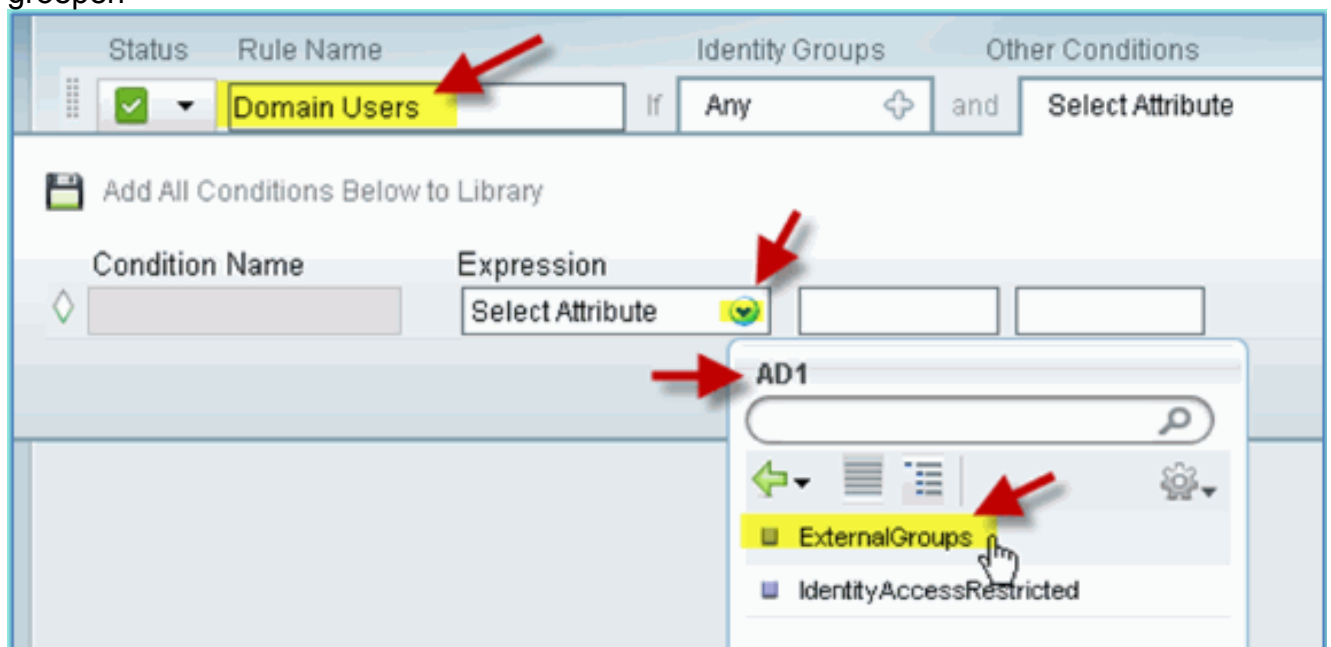 groepen
Status Rule Name Identity Groups Other Conditions
Domain Users If Any and Select Attribute
Add All Conditions Below to Library
Condition Name Expression
Select Attribute
AD1
ExternalGroups
IdentityAccessRestricted